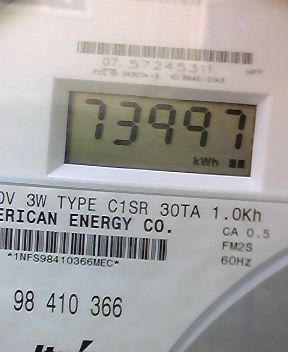 07 57245311
73997
kWh
0V 3W TYPE C1SR 30TA 1.0Kh
ERICAN ENERGY CO.
CA 0.5
FM2S
*1NFS98410366MEC*
60Hz
98 410 366